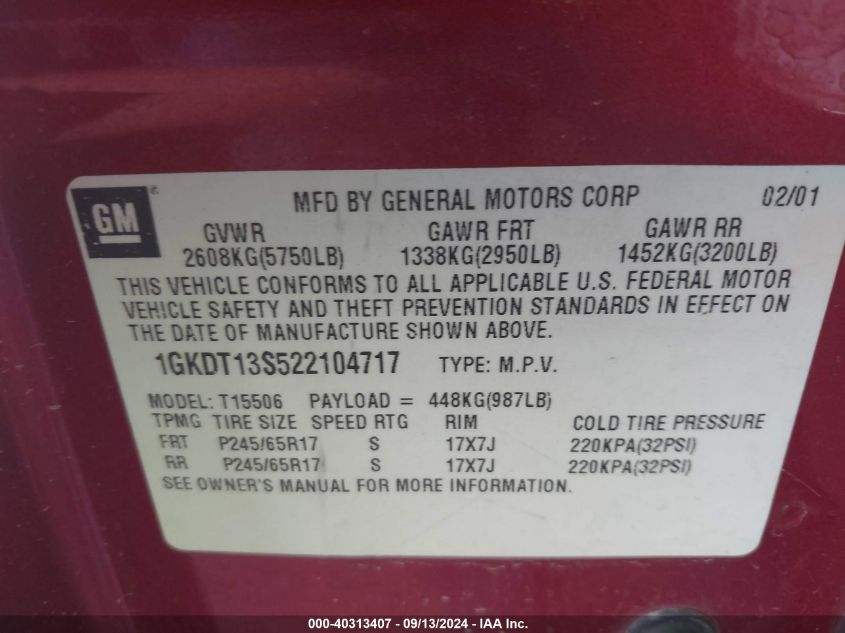 GM ® MFD BY GENERAL MOTORS CORP 02/01
GVWR GAWR FRT GAWR RR
2608KG(5750LB) 1338KG(2950LB) 1452KG(3200LB)
THIS VEHICLE CONFORMS TO ALL APPLICABLE U.S. FEDERAL MOTOR
VEHICLE SAFETY AND THEFT PREVENTION STANDARDS IN EFFECT ON
THE DATE OF MANUFACTURE SHOWN ABOVE.
1GKDT13S522104717 TYPE: M.P.V.
MODEL: T15506 PAYLOAD = 448KG(987LB)
TPMG TIRE SIZE SPEED RTG RIM COLD TIRE PRESSURE
FRT P245/65R17 S 17X7J 220KPA(32PSI)
RR P245/65R17 S 17X7J 220KPA(32PSI)
SEE OWNER'S MANUAL FOR MORE INFORMATION.
000-40313407 - 09/13/2024 - IAA Inc.